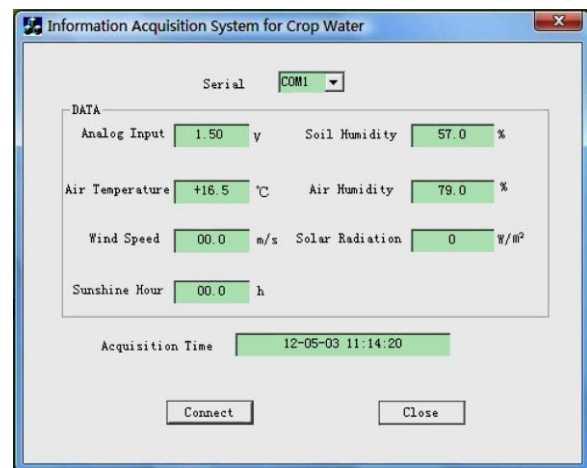 Information Acquisition System for Crop Water
Serial COM1
DATA
Analog Input 1.50 V Soil Humidity 57.0 %
Air Temperature +16.5 ℃ Air Humidity 79.0 %
Wind Speed 00.0 m/s Solar Radiation 0 W/m²
Sunshine Hour 00.0 h
Acquisition Time 12-05-03 11:14:20
Connect Close